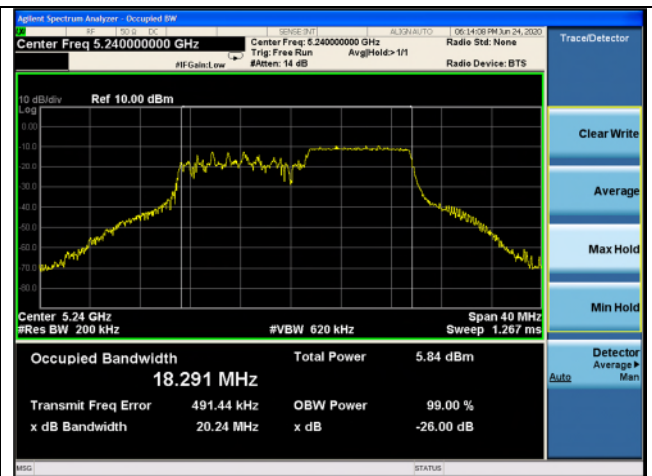 Agilent Spectrum Analyzer - Occupied BW
RF 50 Ω DC SENSE:INT ALIGN AUTO 06:14:08 PM Jun 24, 2020
Center Freq 5.240000000 GHz
Center Freq: 5.240000000 GHz
Radio Std: None
Trig: Free Run Avg|Hold:>1/1
#IFGain:Low
#Atten: 14 dB
Radio Device: BTS
Trace/Detector
10 dB/div Ref 10.00 dBm
Log
0.00
-10.0
-20.0
-30.0
-40.0
-50.0
-60.0
-70.0
-80.0
Clear Write
Average
Max Hold
Min Hold
Center 5.24 GHz
Span 40 MHz
#Res BW 200 kHz
#VBW 620 kHz
Sweep 1.267 ms
Detector
Average▶
Auto Man
Occupied Bandwidth
Total Power 5.84 dBm
18.291 MHz
Transmit Freq Error 491.44 kHz
OBW Power 99.00 %
x dB Bandwidth 20.24 MHz
x dB -26.00 dB
MSG
STATUS